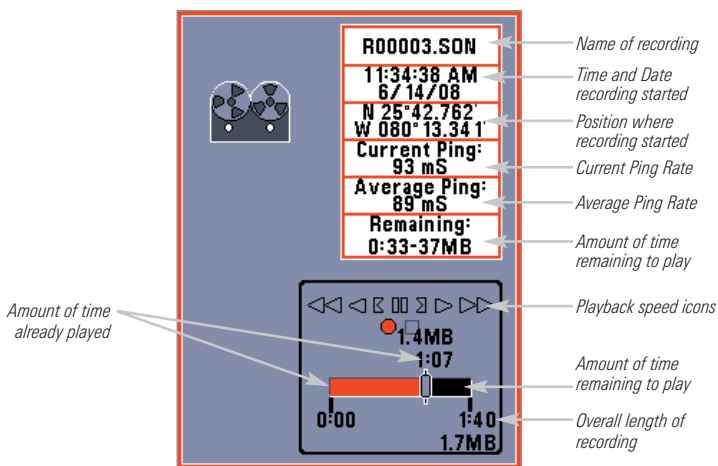 R00003.SON
11:34:38 AM
6/14/08
N 25°42.762'
W 080°13.341'
Current Ping:
93 mS
Average Ping:
89 mS
Remaining:
0:33-37MB
1.4MB
1:07
0:00
1:40
1.7MB
Name of recording
Time and Date
recording started
Position where
recording started
Current Ping Rate
Average Ping Rate
Amount of time
remaining to play
Amount of time
already played
Playback speed icons
Amount of time
remaining to play
Overall length of
recording